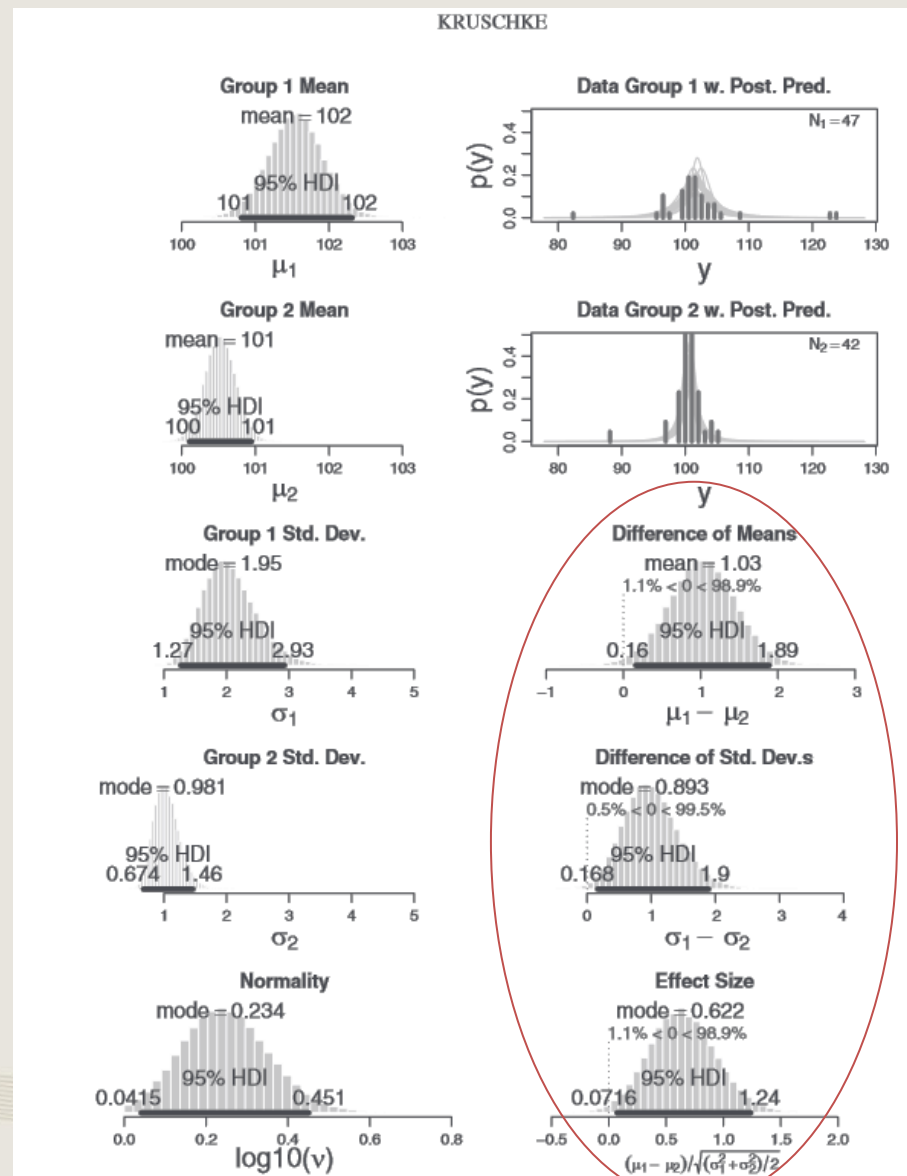 KRUSCHKE
Group 1 Mean
mean = 102
95% HDI
101 102
100 101 102 103
μ1
Data Group 1 w. Post. Pred.
N1 = 47
p(y)
0.0 0.2 0.4
80 90 100 110 120 130
y
Group 2 Mean
mean = 101
95% HDI
100 101
100 101 102 103
μ2
Data Group 2 w. Post. Pred.
N2 = 42
p(y)
0.0 0.2 0.4
80 90 100 110 120 130
y
Group 1 Std. Dev.
mode = 1.95
95% HDI
1.27 2.93
1 2 3 4 5
σ1
Difference of Means
mean = 1.03
1.1% < 0 < 98.9%
95% HDI
0.16 1.89
−1 0 1 2 3
μ1 − μ2
Group 2 Std. Dev.
mode = 0.981
95% HDI
0.674 1.46
1 2 3 4 5
σ2
Difference of Std. Dev.s
mode = 0.893
0.5% < 0 < 99.5%
95% HDI
0.168 1.9
0 1 2 3 4
σ1 − σ2
Normality
mode = 0.234
95% HDI
0.0415 0.451
0.0 0.2 0.4 0.6 0.8
log10(ν)
Effect Size
mode = 0.622
1.1% < 0 < 98.9%
95% HDI
0.0716 1.24
−0.5 0.0 0.5 1.0 1.5 2.0
(μ1 − μ2)/√(σ1²+σ2²)/2